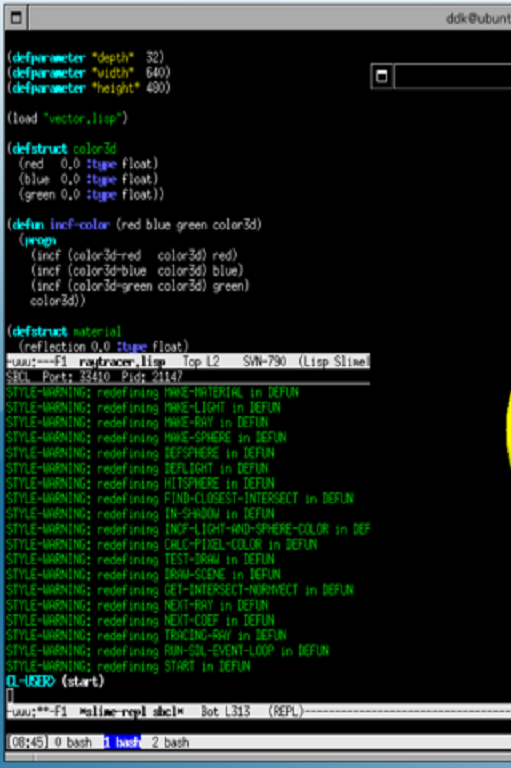 ddk@ubunt
(defparameter *depth* 32)
(defparameter *width* 640)
(defparameter *height* 480)
(load "vector.lisp")
(defstruct color3d
(red 0.0 :type float)
(blue 0.0 :type float)
(green 0.0 :type float))
(defun incf-color (red blue green color3d)
(progn
(incf (color3d-red color3d) red)
(incf (color3d-blue color3d) blue)
(incf (color3d-green color3d) green)
color3d))
(defstruct material
(reflection 0.0 :type float)
-uuu:---F1 raytracer.lisp Top L2 SVN-790 (Lisp Slime[
SBCL Port: 33410 Pid: 21147
STYLE-WARNING: redefining MAKE-MATERIAL in DEFUN
STYLE-WARNING: redefining MAKE-LIGHT in DEFUN
STYLE-WARNING: redefining MAKE-RAY in DEFUN
STYLE-WARNING: redefining MAKE-SPHERE in DEFUN
STYLE-WARNING: redefining DEFSPHERE in DEFUN
STYLE-WARNING: redefining DEFLIGHT in DEFUN
STYLE-WARNING: redefining HITSPHERE in DEFUN
STYLE-WARNING: redefining FIND-CLOSEST-INTERSECT in DEFUN
STYLE-WARNING: redefining IN-SHADOW in DEFUN
STYLE-WARNING: redefining INCF-LIGHT-AND-SPHERE-COLOR in DEF
STYLE-WARNING: redefining CALC-PIXEL-COLOR in DEFUN
STYLE-WARNING: redefining TEST-DRAW in DEFUN
STYLE-WARNING: redefining DRAW-SCENE in DEFUN
STYLE-WARNING: redefining GET-INTERSECT-NORMVECT in DEFUN
STYLE-WARNING: redefining NEXT-RAY in DEFUN
STYLE-WARNING: redefining NEXT-COEF in DEFUN
STYLE-WARNING: redefining TRACING-RAY in DEFUN
STYLE-WARNING: redefining RUN-SDL-EVENT-LOOP in DEFUN
STYLE-WARNING: redefining START in DEFUN
CL-USER> (start)
-uuu:**-F1 *slime-repl sbcl* Bot L313 (REPL)----------------
[08:45] 0 bash 1 bash 2 bash